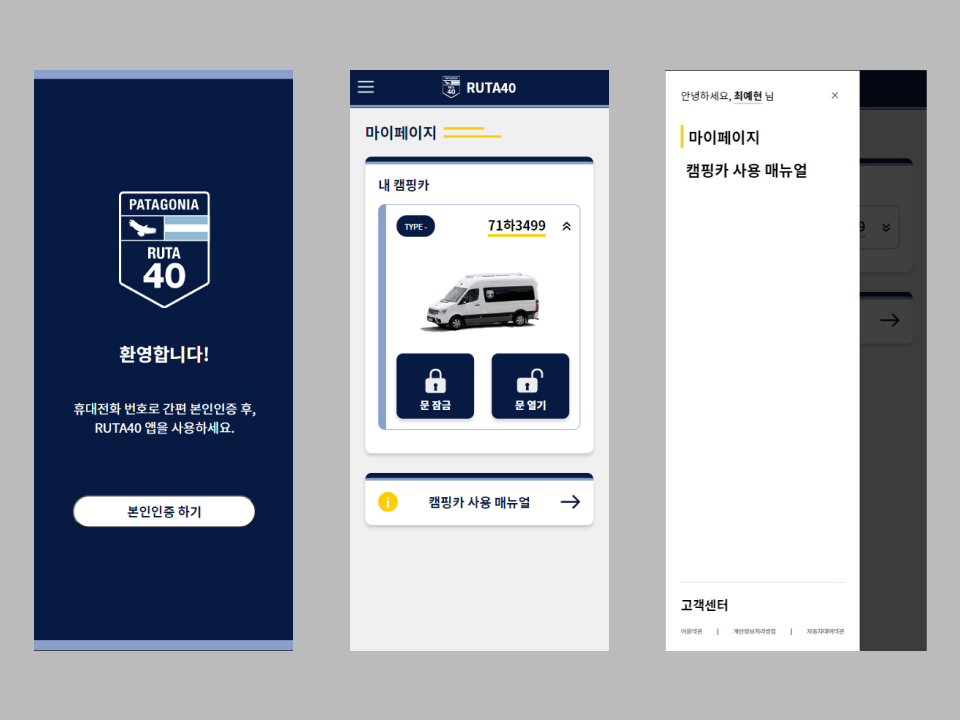 PATAGONIA
RUTA
40
환영합니다!
휴대전화 번호로 간편 본인인증 후,
RUTA40 앱을 사용하세요.
본인인증 하기
RUTA40
마이페이지
내 캠핑카
TYPE -
71하3499
문 잠금
문 열기
i
캠핑카 사용 매뉴얼
안녕하세요, 최예현 님
마이페이지
캠핑카 사용 매뉴얼
9
고객센터
이용약관 | 개인정보처리방침 | 자동차대여약관